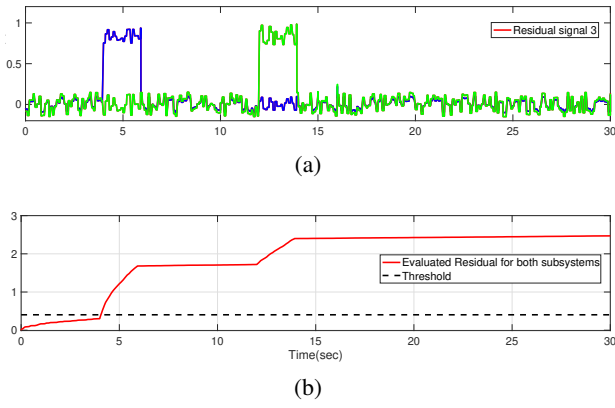 1
0.5
0
Residual signal 3
0 5 10 15 20 25 30
(a)
3
2
1
0
Evaluated Residual for both subsystems
Threshold
0 5 10 15 20 25 30
Time(sec)
(b)